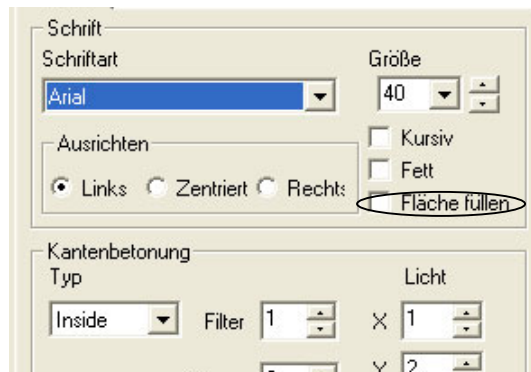 Schrift
Schriftart
Größe
Arial
40
Ausrichten
Kursiv
Fett
Links Zentriert Rechts
Fläche füllen
Kantenbetonung
Typ
Licht
Inside Filter 1 X 1
Y 2